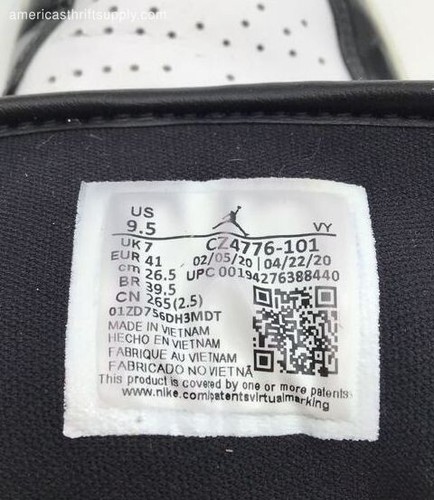 americasthriftsupply.com
US
9.5
VY
UK 7
CZ4776-101
EUR 41
02/05/20 | 04/22/20
cm 26.5
UPC 00194276388440
BR 39.5
CN 265(2.5)
01ZD756DH3MDT
MADE IN VIETNAM
HECHO EN VIETNAM
FABRIQUE AU VIETNAM
FABRICADO NO VIETNÃ
This product is covered by one or more patents
www.nike.com/patentsvirtualmarking